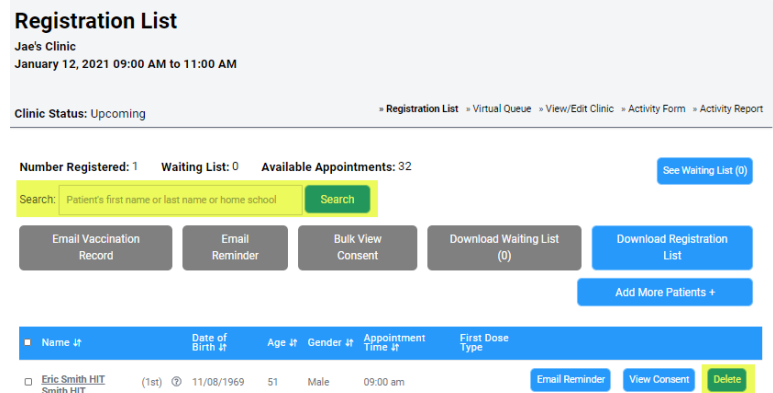 Registration List
Jae's Clinic
January 12, 2021 09:00 AM to 11:00 AM
Clinic Status: Upcoming
» Registration List » Virtual Queue » View/Edit Clinic » Activity Form » Activity Report
Number Registered: 1 Waiting List: 0 Available Appointments: 32
See Waiting List (0)
Search: Patient's first name or last name or home school Search
Email Vaccination
Record
Email
Reminder
Bulk View
Consent
Download Waiting List
(0)
Download Registration
List
Add More Patients +
Name ↓↑ Date of Birth ↓↑ Age ↓↑ Gender ↓↑ Appointment Time ↓↑ First Dose Type
Eric Smith HIT (1st) ? 11/08/1969 51 Male 09:00 am Email Reminder View Consent Delete
Smith HIT